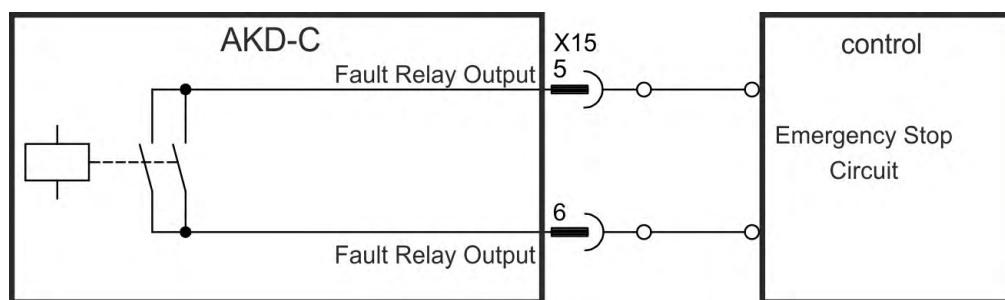 AKD-C
X15
control
Fault Relay Output
5
Emergency Stop
Circuit
6
Fault Relay Output